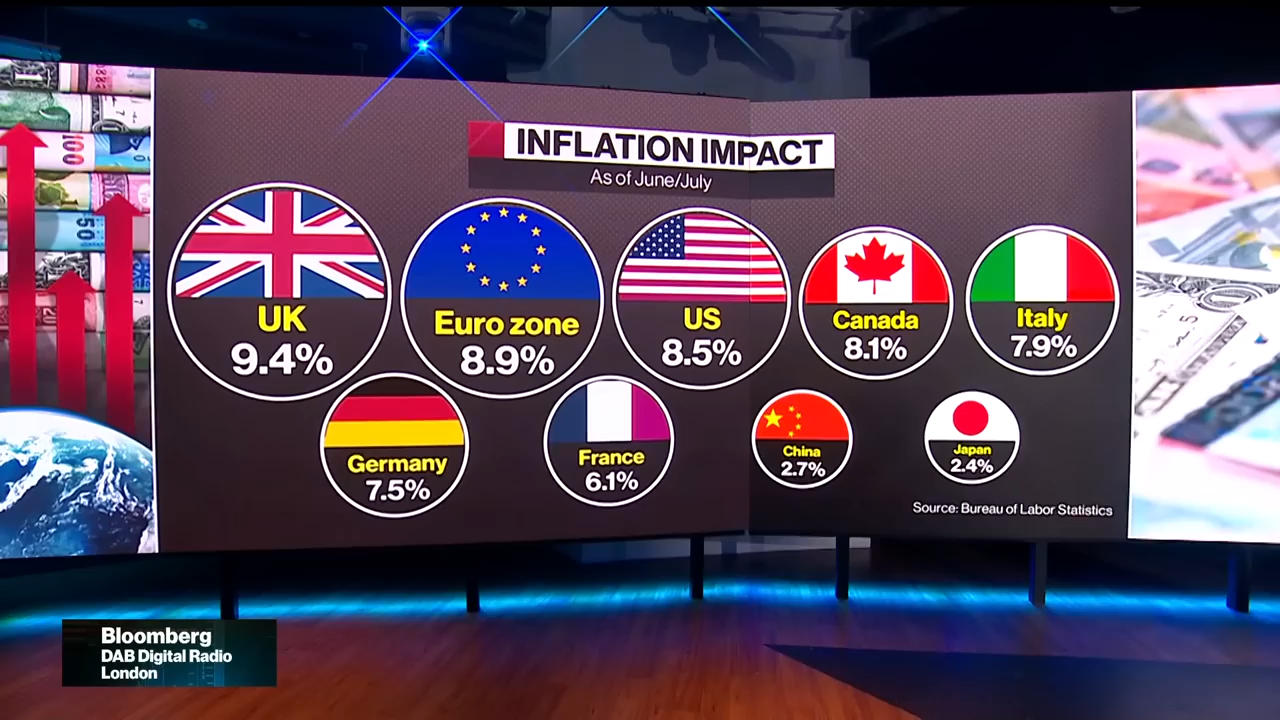 INFLATION IMPACT
As of June/July
UK
9.4%
Euro zone
8.9%
US
8.5%
Canada
8.1%
Italy
7.9%
Germany
7.5%
France
6.1%
China
2.7%
Japan
2.4%
Source: Bureau of Labor Statistics
Bloomberg
DAB Digital Radio
London
100
50